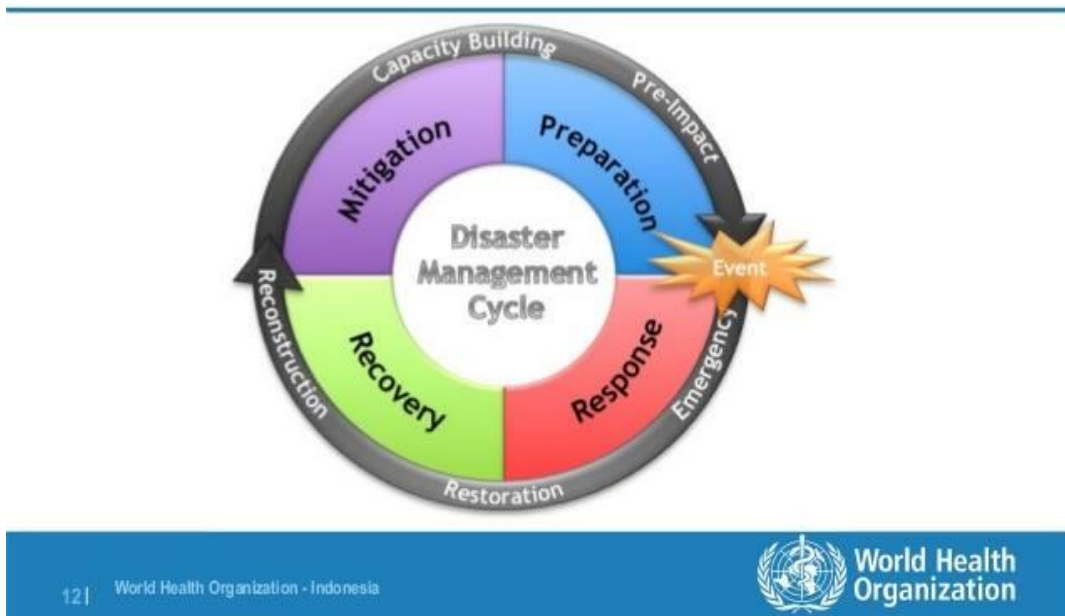 Capacity Building
Pre-Impact
Mitigation
Preparation
Disaster
Management
Cycle
Event
Reconstruction
Recovery
Response
Emergency
Restoration
12|
World Health Organization - Indonesia
World Health
Organization